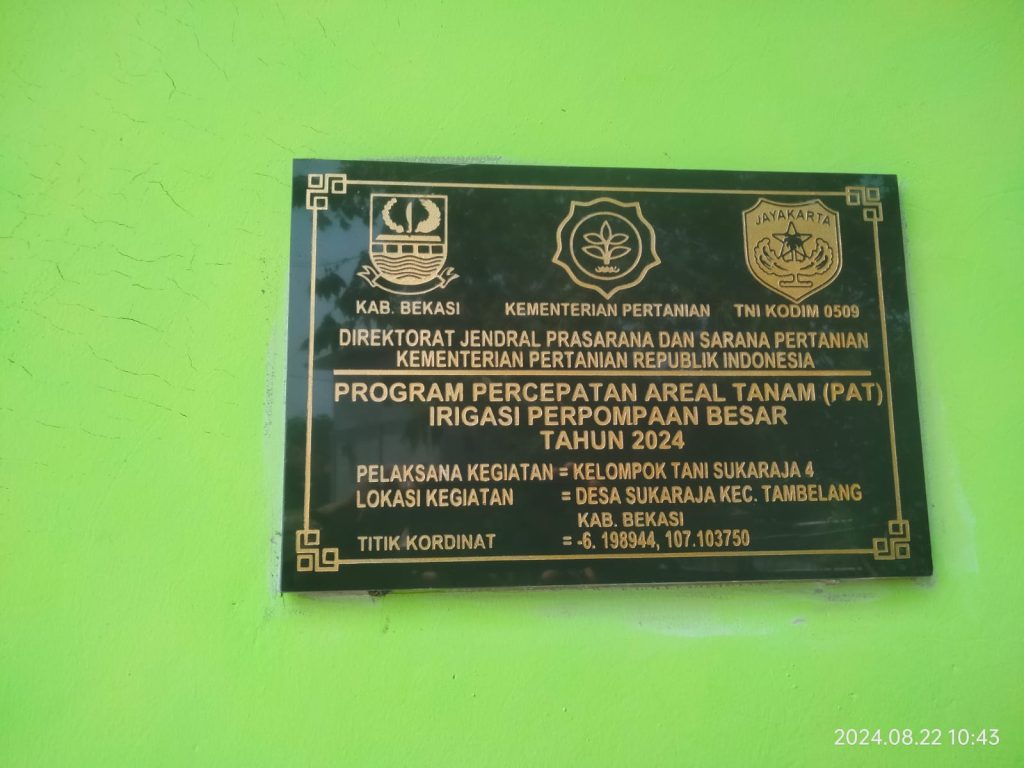 JAYAKARTA
KAB. BEKASI KEMENTERIAN PERTANIAN TNI KODIM 0509
DIREKTORAT JENDRAL PRASARANA DAN SARANA PERTANIAN
KEMENTERIAN PERTANIAN REPUBLIK INDONESIA
PROGRAM PERCEPATAN AREAL TANAM (PAT)
IRIGASI PERPOMPAAN BESAR
TAHUN 2024
PELAKSANA KEGIATAN = KELOMPOK TANI SUKARAJA 4
LOKASI KEGIATAN = DESA SUKARAJA KEC. TAMBELANG
KAB. BEKASI
TITIK KORDINAT = -6. 198944, 107.103750
2024.08.22 10:43